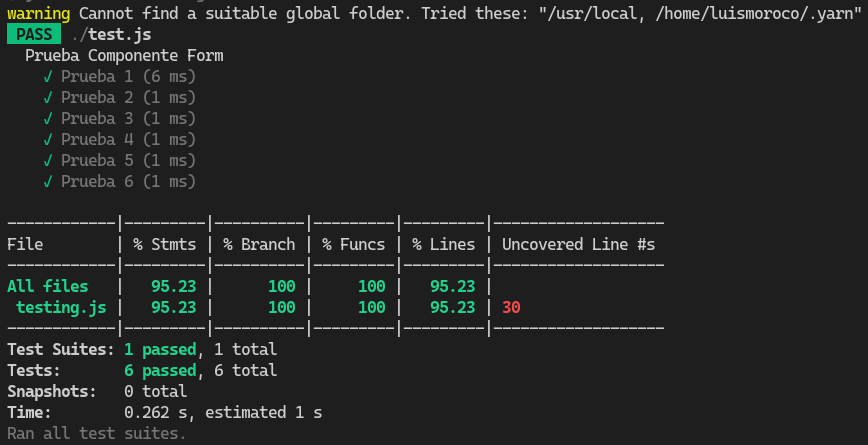 warning Cannot find a suitable global folder. Tried these: "/usr/local, /home/luismoroco/.yarn"
PASS ./test.js
Prueba Componente Form
✓ Prueba 1 (6 ms)
✓ Prueba 2 (1 ms)
✓ Prueba 3 (1 ms)
✓ Prueba 4 (1 ms)
✓ Prueba 5 (1 ms)
✓ Prueba 6 (1 ms)
------------|---------|----------|---------|---------|-------------------
File        | % Stmts | % Branch | % Funcs | % Lines | Uncovered Line #s
------------|---------|----------|---------|---------|-------------------
All files   |   95.23 |      100 |     100 |   95.23 |
 testing.js |   95.23 |      100 |     100 |   95.23 | 30
------------|---------|----------|---------|---------|-------------------
Test Suites: 1 passed, 1 total
Tests:       6 passed, 6 total
Snapshots:   0 total
Time:        0.262 s, estimated 1 s
Ran all test suites.